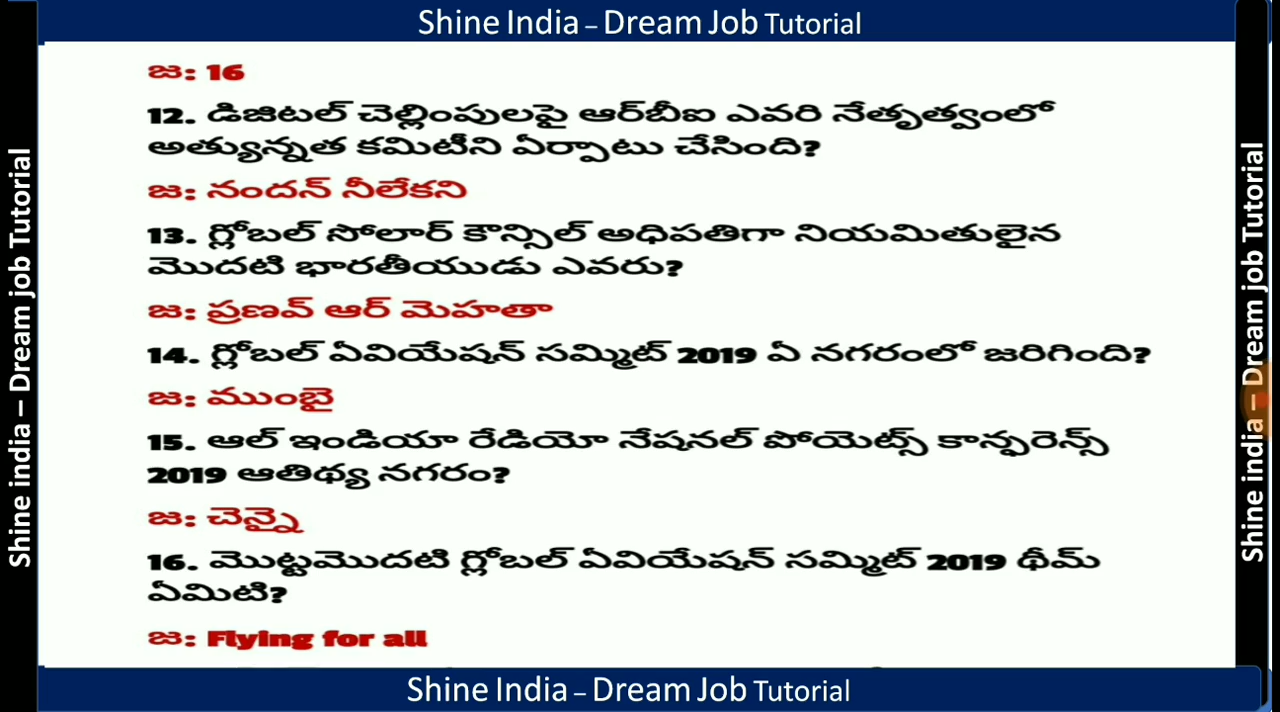 Shine India – Dream Job Tutorial
జ: 16
12. డిజిటల్ చెల్లింపులపై ఆర్‌బీఐ ఎవరి నేతృత్వంలో
అత్యున్నత కమిటీని ఏర్పాటు చేసింది?
జ: నందన్ నీలేకని
13. గ్లోబల్ సోలార్ కౌన్సిల్ అధిపతిగా నియమితులైన
మొదటి భారతీయుడు ఎవరు?
జ: ప్రణవ్ ఆర్ మెహతా
14. గ్లోబల్ ఏవియేషన్ సమ్మిట్ 2019 ఏ నగరంలో జరిగింది?
జ: ముంబై
15. ఆల్ ఇండియా రేడియో నేషనల్ పోయెట్స్ కాన్ఫరెన్స్
2019 ఆతిథ్య నగరం?
జ: చెన్నై
16. మొట్టమొదటి గ్లోబల్ ఏవియేషన్ సమ్మిట్ 2019 థీమ్
ఏమిటి?
జ: Flying for all
Shine India – Dream Job Tutorial
Shine india – Dream job Tutorial
Shine india – Dream job Tutorial